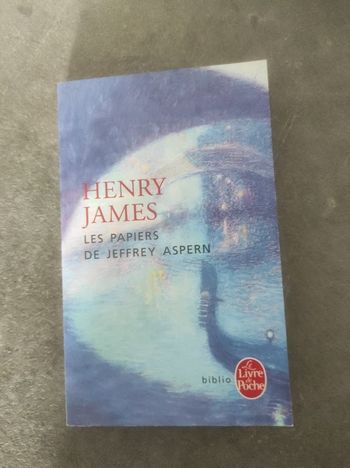 HENRY
JAMES
LES PAPIERS
DE JEFFREY ASPERN
biblio
Le
Livre
de
Poche